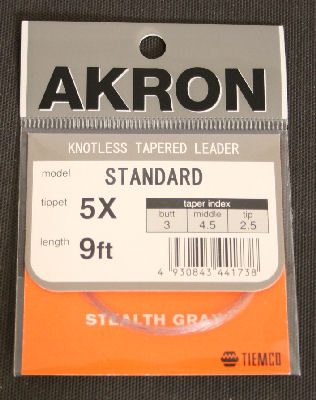 AKRON
KNOTLESS TAPERED LEADER
model STANDARD
tippet 5X
taper index
butt middle tip
3 4.5 2.5
length 9ft
4 930843 441738
STEALTH GRAY
TIEMCO